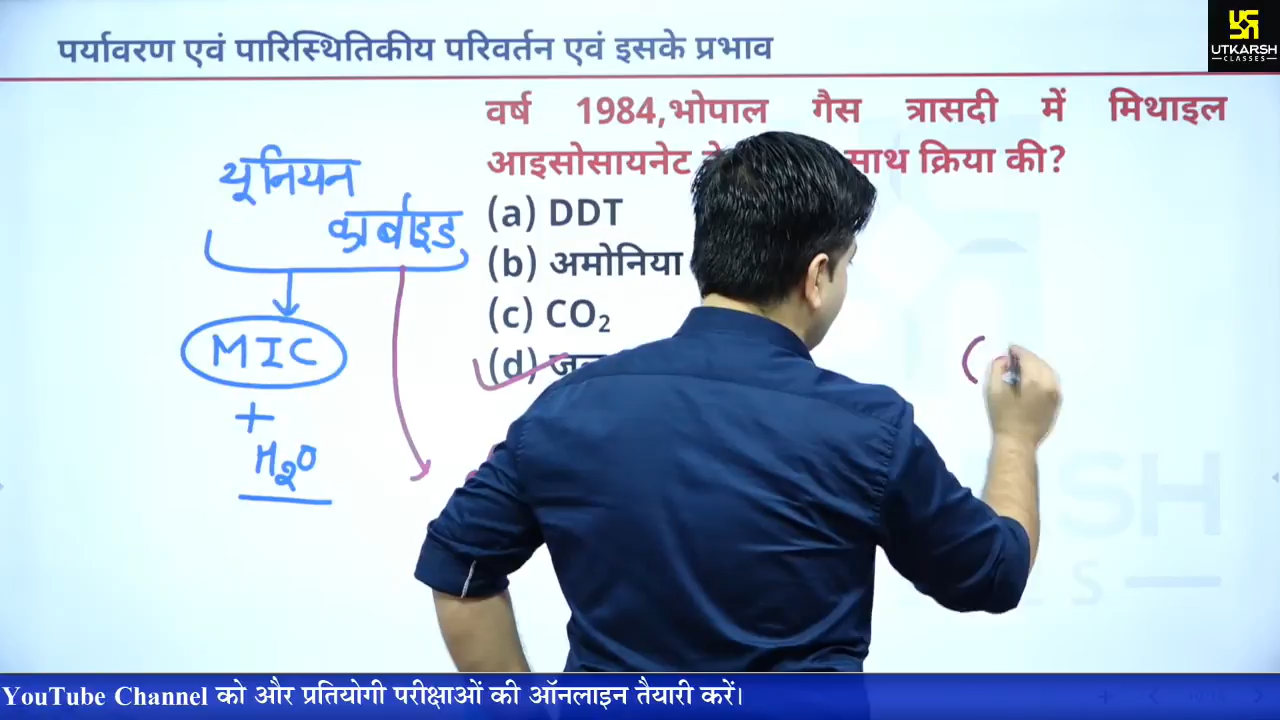 पर्यावरण एवं पारिस्थितिकीय परिवर्तन एवं इसके प्रभाव
UTKARSH
CLASSES
वर्ष 1984,भोपाल गैस त्रासदी में मिथाइल
आइसोसायनेट साथ क्रिया की?
(a) DDT
(b) अमोनिया
(c) CO₂
(d)
यूनियन
कार्बाइड
MIC
+
H₂O
YouTube Channel को और प्रतियोगी परीक्षाओं की ऑनलाइन तैयारी करें।